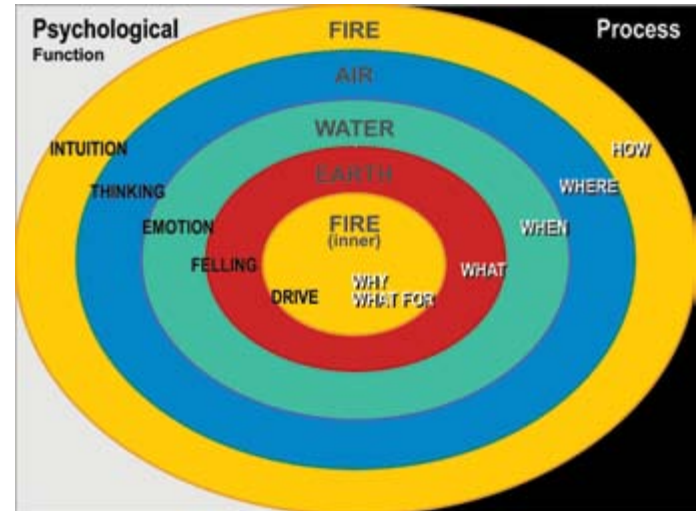 Psychological
Function
Process
FIRE
AIR
WATER
EARTH
FIRE
(inner)
INTUITION
THINKING
EMOTION
FELLING
DRIVE
HOW
WHERE
WHEN
WHAT
WHY
WHAT FOR